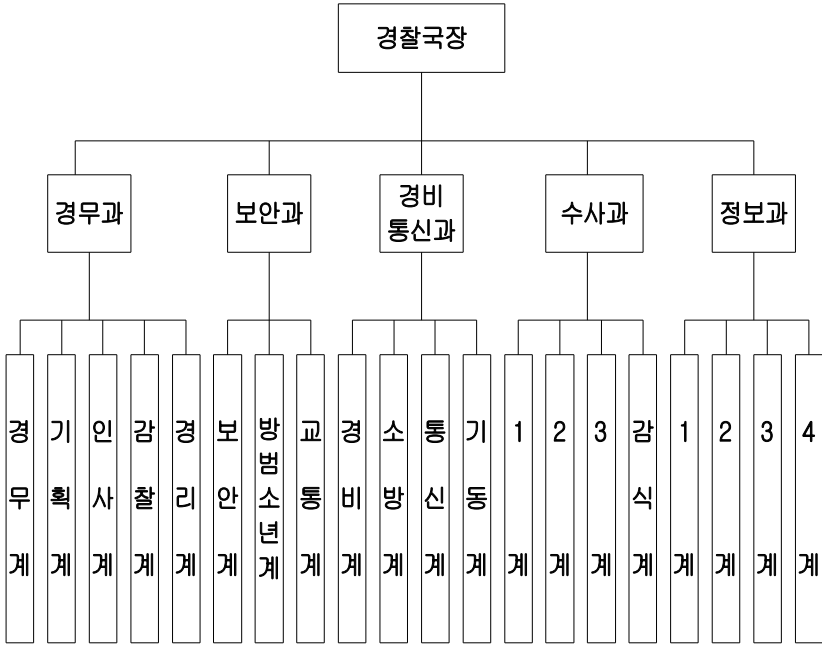 경찰국장
경무과
보안과
경비
통신과
수사과
정보과
경무계
기획계
인사계
감찰계
경리계
보안계
방범소년계
교통계
경비계
소방계
통신계
기동계
1계
2계
3계
감식계
1계
2계
3계
4계